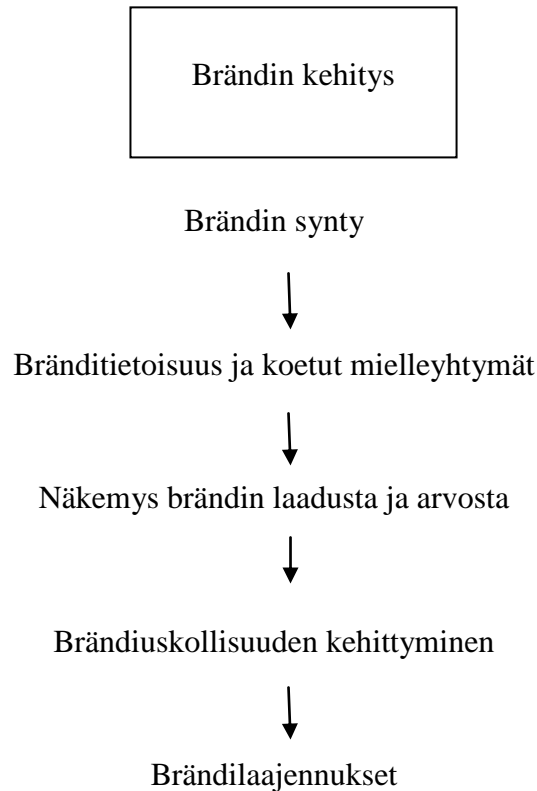 Brändin kehitys
Brändin synty
Bränditietoisuus ja koetut mielleyhtymät
Näkemys brändin laadusta ja arvosta
Brändiuskollisuuden kehittyminen
Brändilaajennukset